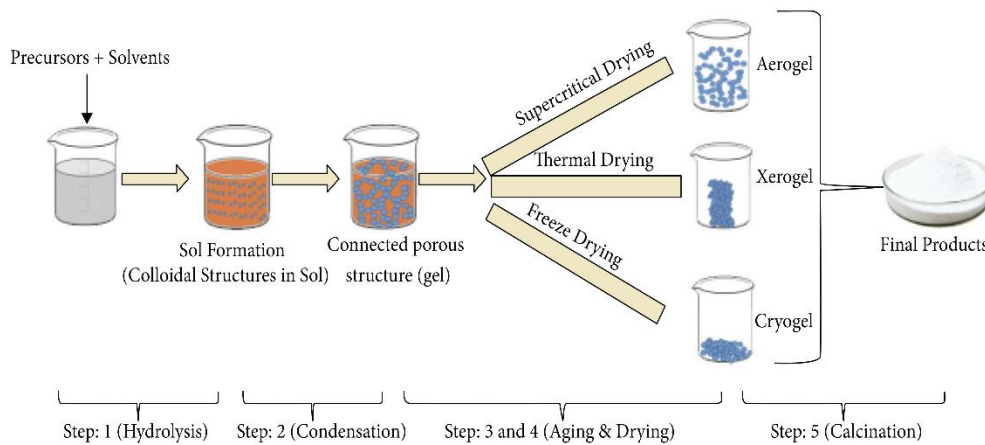 Precursors + Solvents
Sol Formation
(Colloidal Structures in Sol)
Connected porous
structure (gel)
Supercritical Drying
Thermal Drying
Freeze Drying
Aerogel
Xerogel
Cryogel
Final Products
Step: 1 (Hydrolysis)
Step: 2 (Condensation)
Step: 3 and 4 (Aging & Drying)
Step: 5 (Calcination)